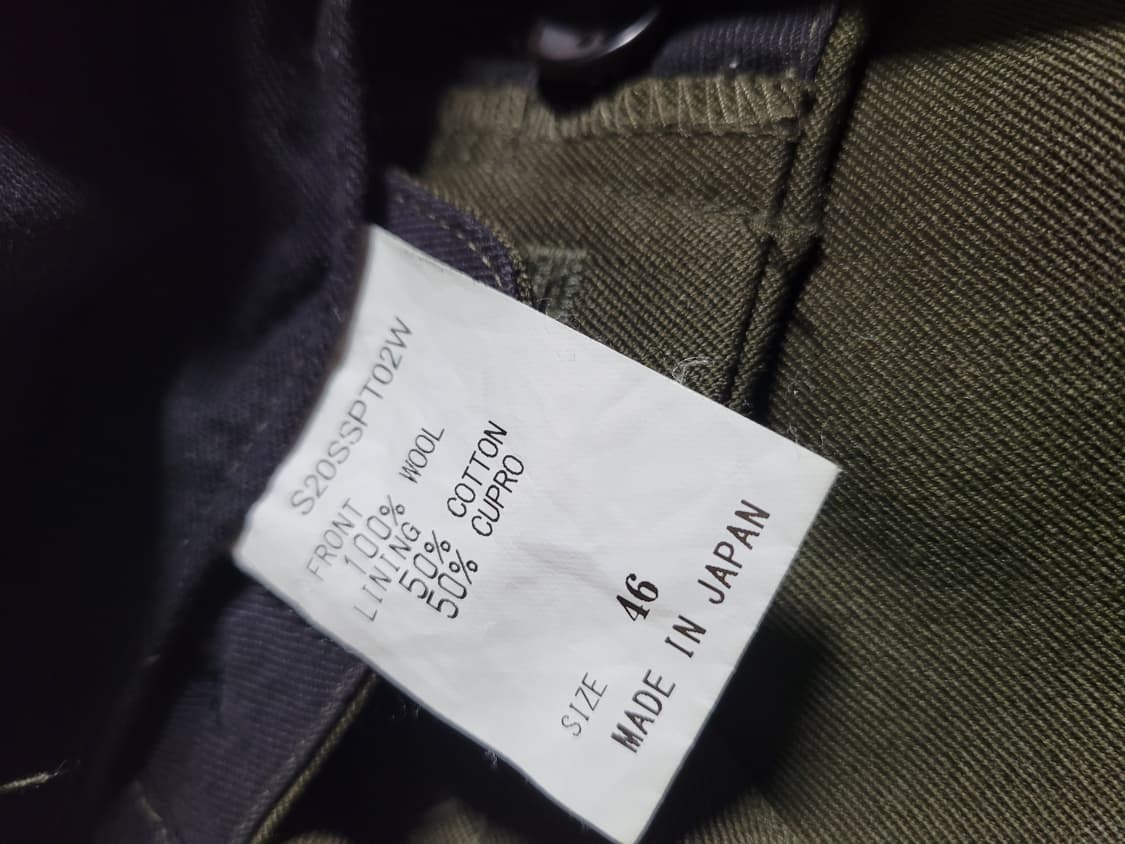 S20SSPT02W
FRONT
100% WOOL
LINING
50% COTTON
50% CUPRO
SIZE 46
MADE IN JAPAN